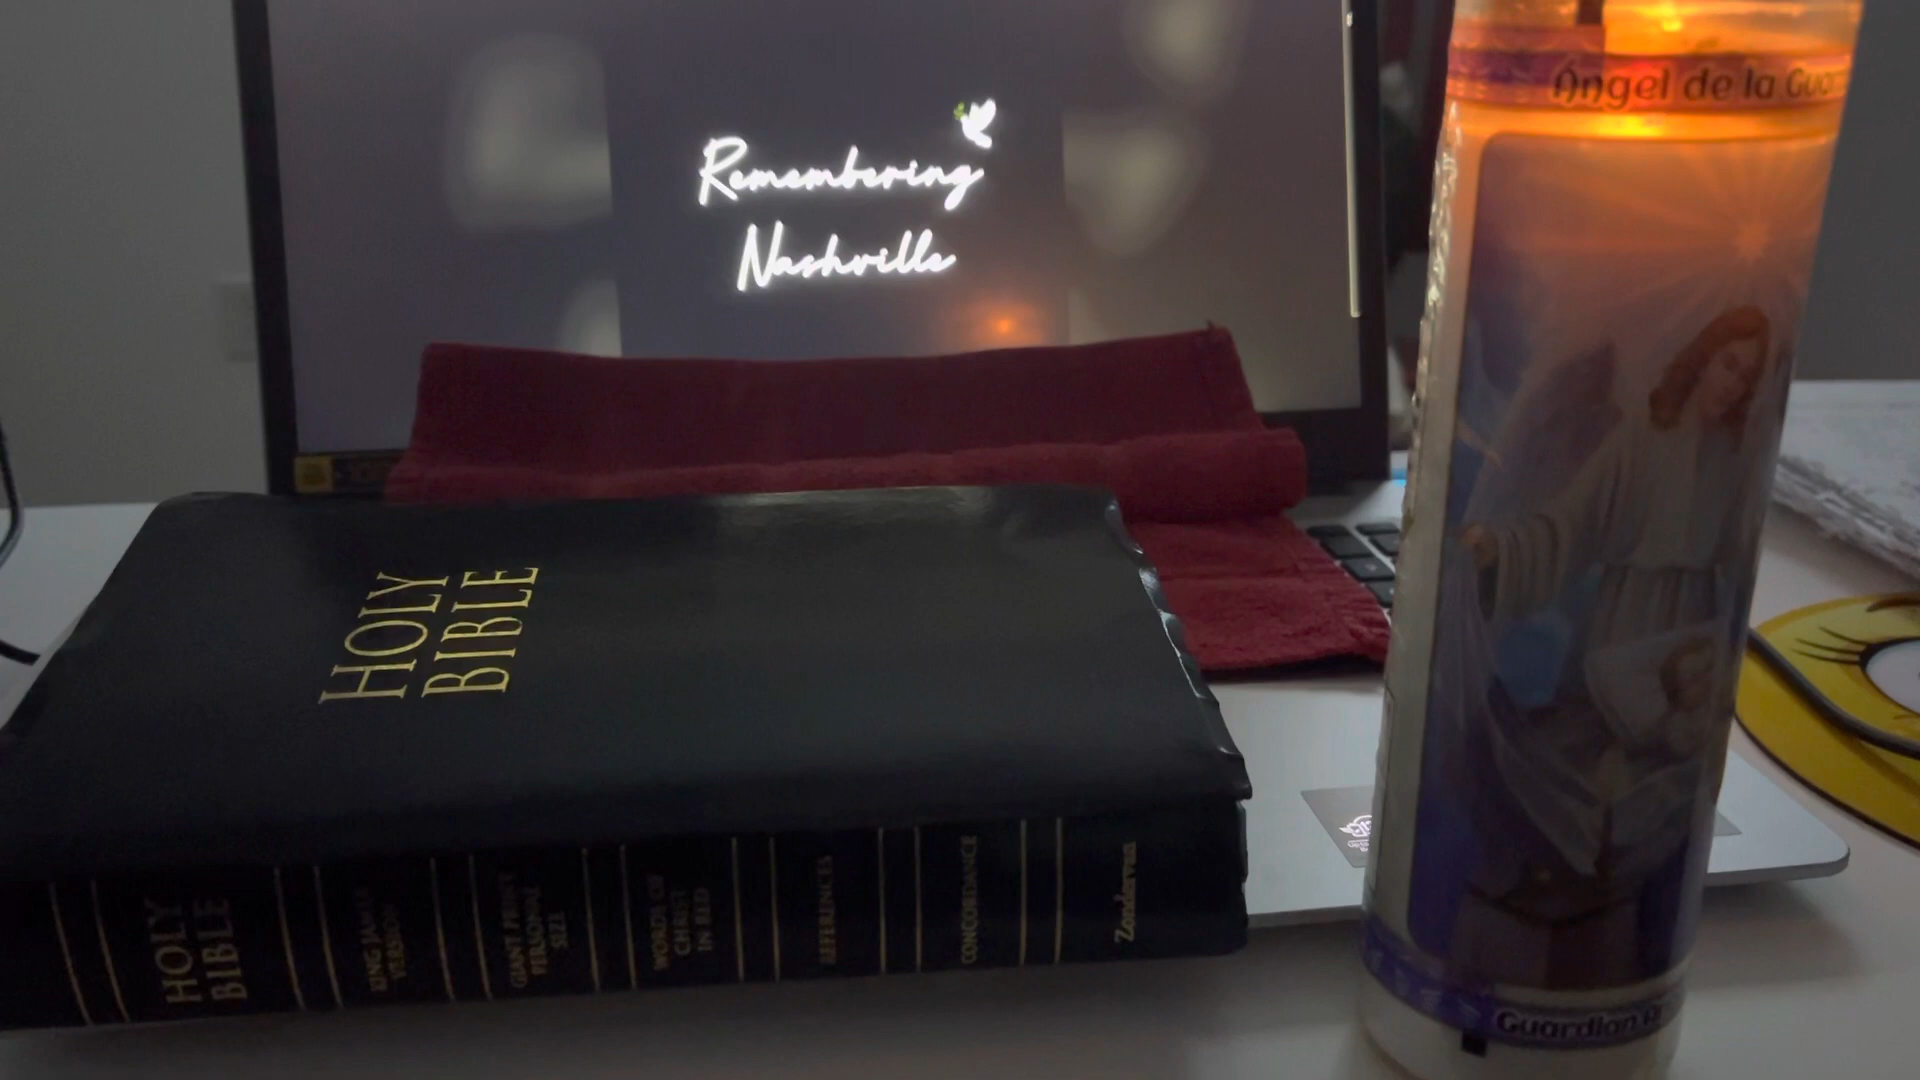 Remembering
Nashville
Ángel de la Guar
HOLY
BIBLE
HOLY
BIBLE
KING JAMES
VERSION
GIANT PRINT
PERSONAL
SIZE
WORDS OF
CHRIST
IN RED
REFERENCES
CONCORDANCE
Zondervan
Guardian